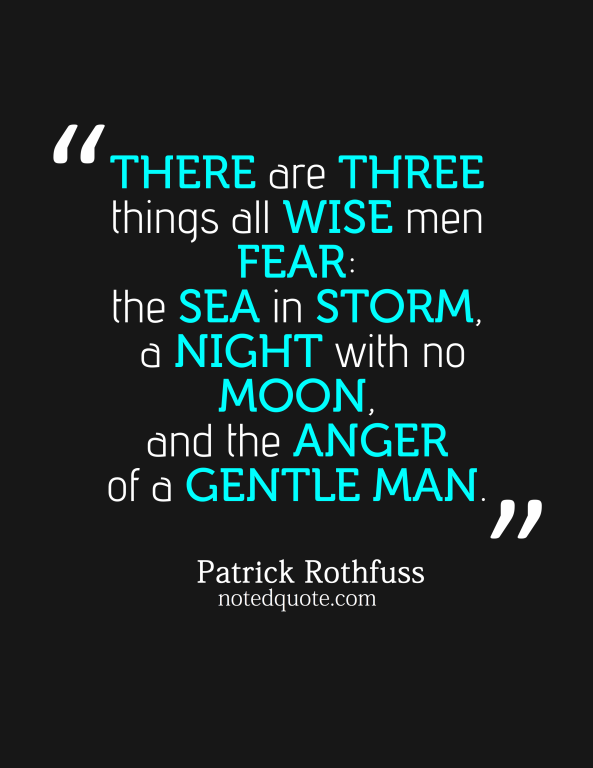 “THERE are THREE
things all WISE men
FEAR:
the SEA in STORM,
a NIGHT with no
MOON,
and the ANGER
of a GENTLE MAN.”
Patrick Rothfuss
notedquote.com